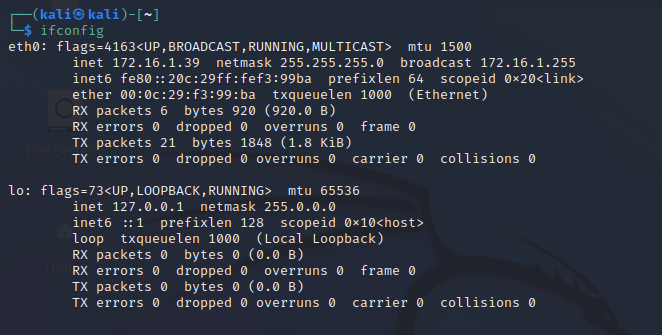 ┌──(kali㉿kali)-[~]
└─$ ifconfig
eth0: flags=4163<UP,BROADCAST,RUNNING,MULTICAST>  mtu 1500
        inet 172.16.1.39  netmask 255.255.255.0  broadcast 172.16.1.255
        inet6 fe80::20c:29ff:fef3:99ba  prefixlen 64  scopeid 0×20<link>
        ether 00:0c:29:f3:99:ba  txqueuelen 1000  (Ethernet)
        RX packets 6  bytes 920 (920.0 B)
        RX errors 0  dropped 0  overruns 0  frame 0
        TX packets 21  bytes 1848 (1.8 KiB)
        TX errors 0  dropped 0 overruns 0  carrier 0  collisions 0

lo: flags=73<UP,LOOPBACK,RUNNING>  mtu 65536
        inet 127.0.0.1  netmask 255.0.0.0
        inet6 ::1  prefixlen 128  scopeid 0×10<host>
        loop  txqueuelen 1000  (Local Loopback)
        RX packets 0  bytes 0 (0.0 B)
        RX errors 0  dropped 0  overruns 0  frame 0
        TX packets 0  bytes 0 (0.0 B)
        TX errors 0  dropped 0 overruns 0  carrier 0  collisions 0